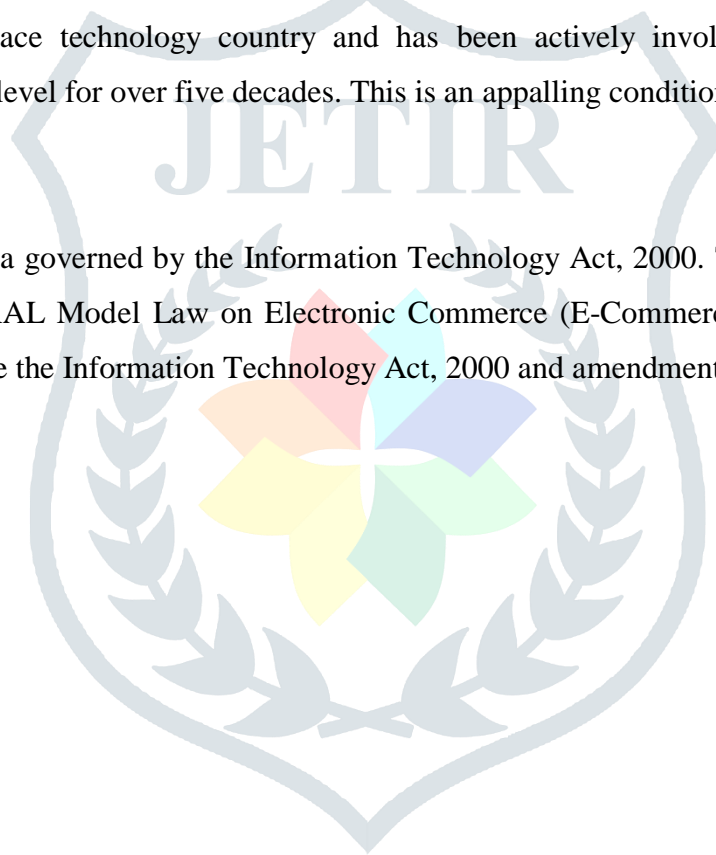 ace technology country and has been actively invol
level for over five decades. This is an appalling condition
JETIR
a governed by the Information Technology Act, 2000.
AL Model Law on Electronic Commerce (E-Commerc
e the Information Technology Act, 2000 and amendment